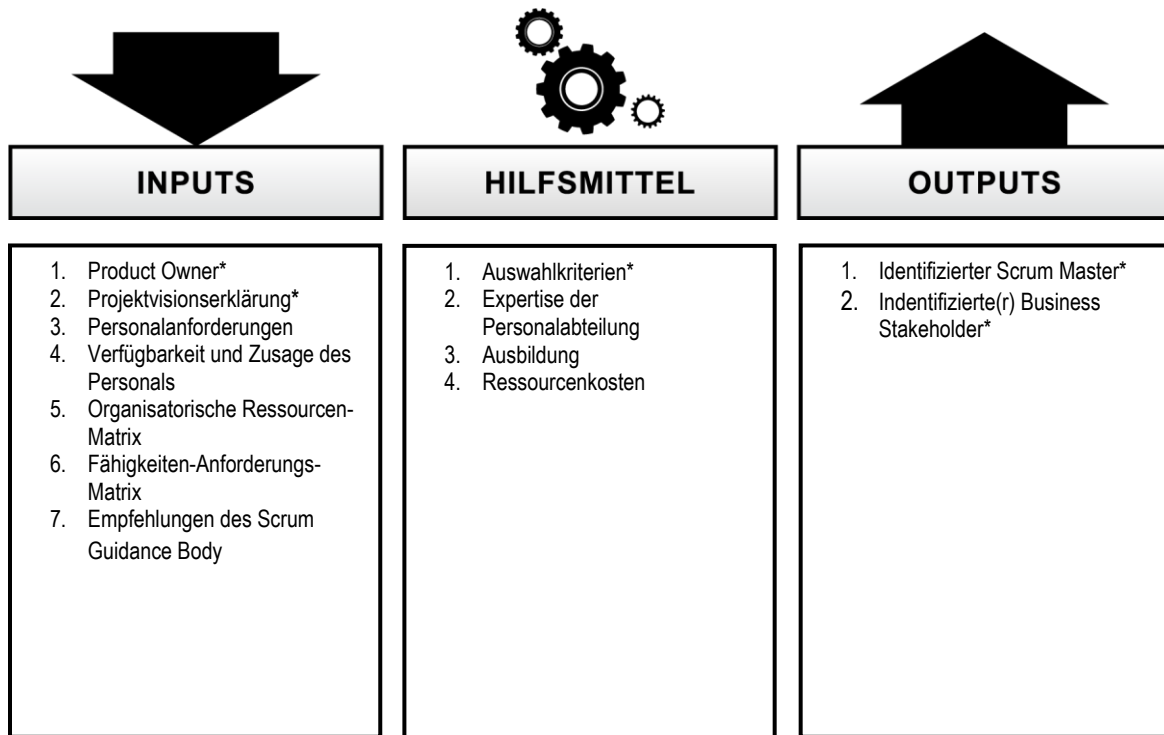 INPUTS
1. Product Owner*
2. Projektvisionserklärung*
3. Personalanforderungen
4. Verfügbarkeit und Zusage des
Personals
5. Organisatorische Ressourcen-
Matrix
6. Fähigkeiten-Anforderungs-
Matrix
7. Empfehlungen des Scrum
Guidance Body
HILFSMITTEL
1. Auswahlkriterien*
2. Expertise der
Personalabteilung
3. Ausbildung
4. Ressourcenkosten
OUTPUTS
1. Identifizierter Scrum Master*
2. Indentifizierte(r) Business
Stakeholder*